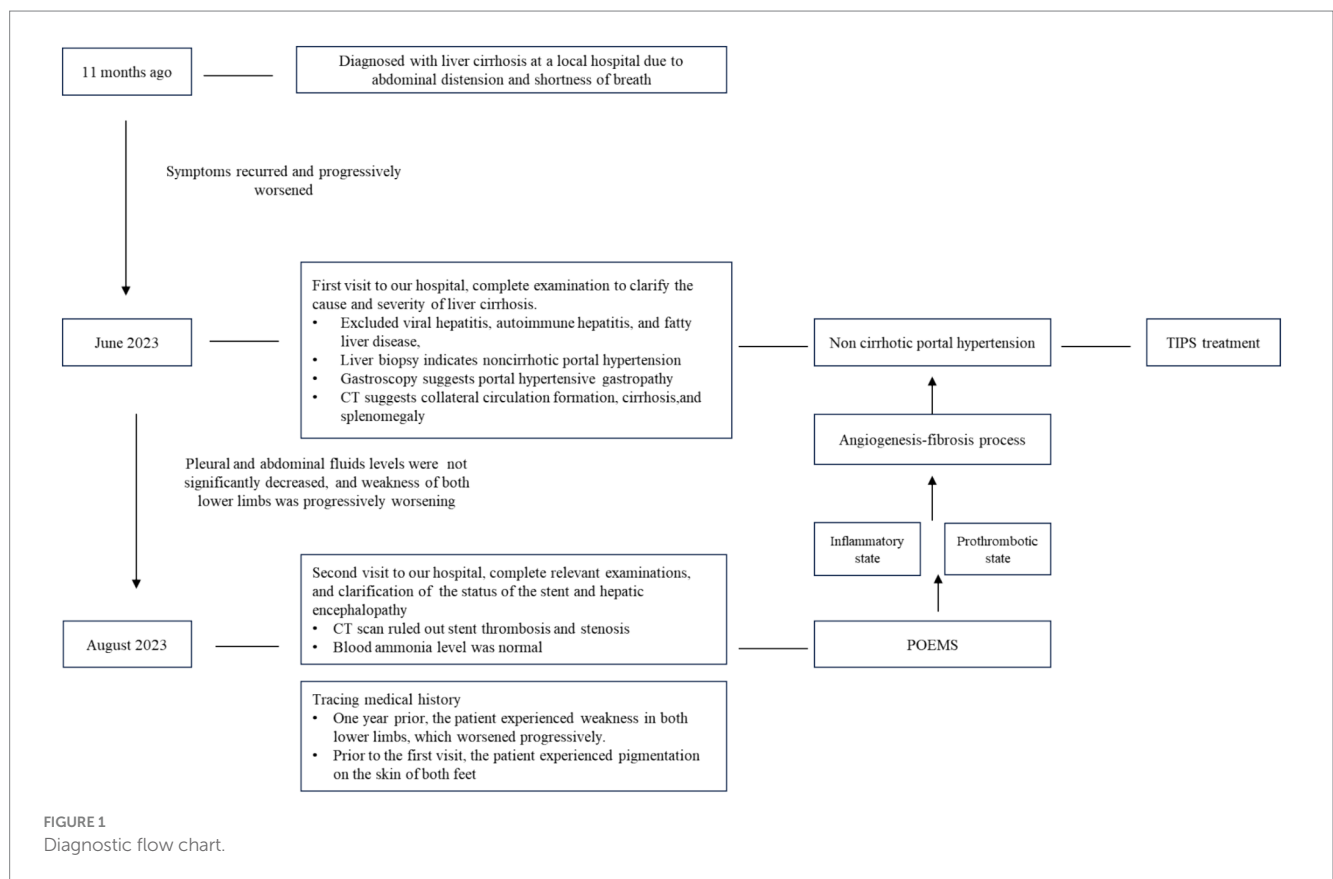 11 months ago
Diagnosed with liver cirrhosis at a local hospital due to
abdominal distension and shortness of breath
Symptoms recurred and progressively
worsened
June 2023
First visit to our hospital, complete examination to clarify the
cause and severity of liver cirrhosis.
• Excluded viral hepatitis, autoimmune hepatitis, and fatty
liver disease,
• Liver biopsy indicates noncirrhotic portal hypertension
• Gastroscopy suggests portal hypertensive gastropathy
• CT suggests collateral circulation formation, cirrhosis,and
splenomegaly
Non cirrhotic portal hypertension
TIPS treatment
Angiogenesis-fibrosis process
Pleural and abdominal fluids levels were not
significantly decreased, and weakness of both
lower limbs was progressively worsening
Inflammatory
state
Prothrombotic
state
August 2023
Second visit to our hospital, complete relevant examinations,
and clarification of the status of the stent and hepatic
encephalopathy
• CT scan ruled out stent thrombosis and stenosis
• Blood ammonia level was normal
POEMS
Tracing medical history
• One year prior, the patient experienced weakness in both
lower limbs, which worsened progressively.
• Prior to the first visit, the patient experienced pigmentation
on the skin of both feet
FIGURE 1
Diagnostic flow chart.